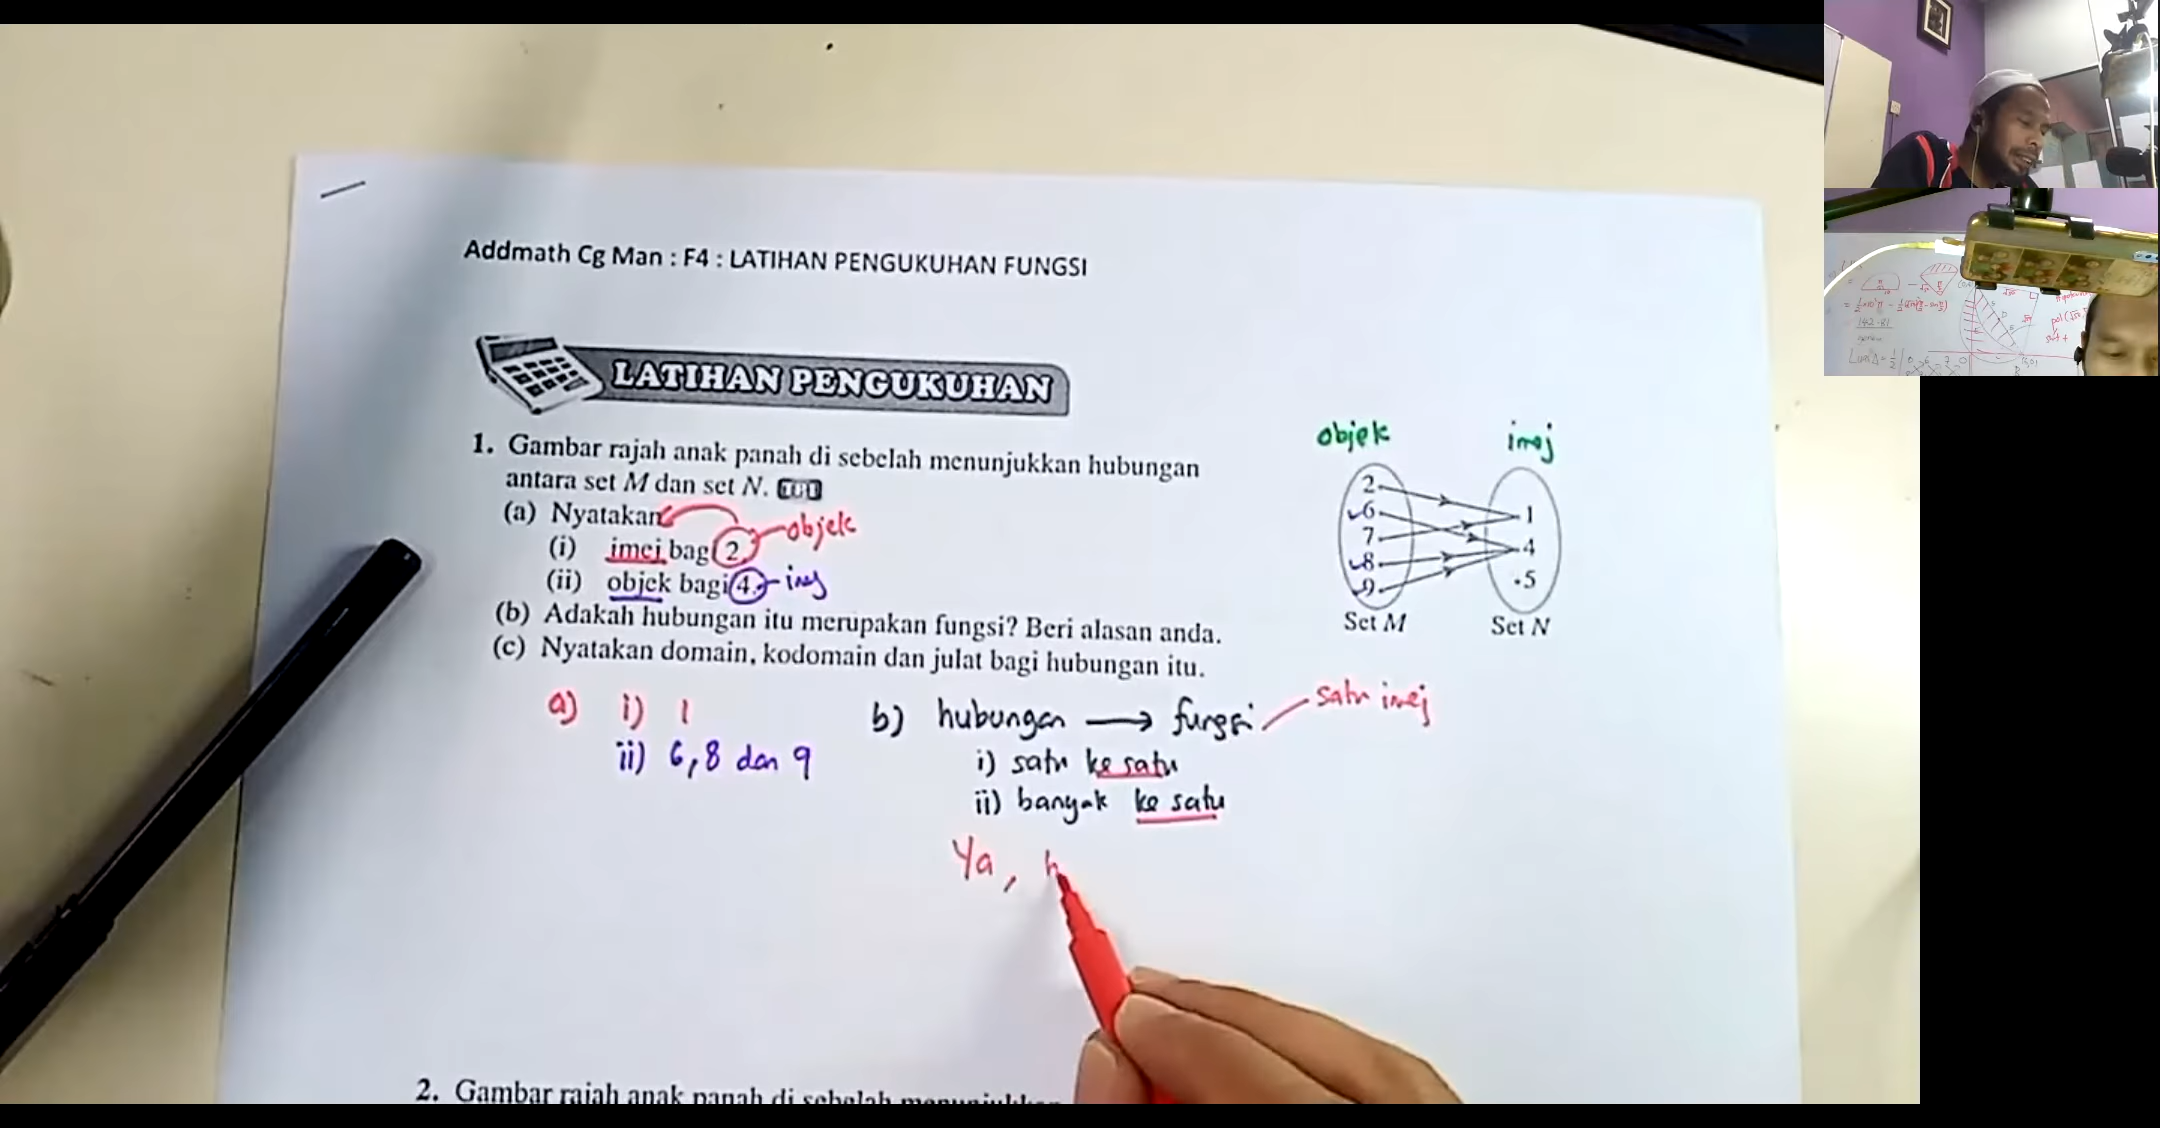 Addmath Cg Man : F4 : LATIHAN PENGUKUHAN FUNGSI
LATIHAN PENGUKUHAN
1. Gambar rajah anak panah di sebelah menunjukkan hubungan
antara set M dan set N. TP1
(a) Nyatakan
(i) imej bagi 2. objek
(ii) objek bagi 4. imej
(b) Adakah hubungan itu merupakan fungsi? Beri alasan anda.
(c) Nyatakan domain, kodomain dan julat bagi hubungan itu.
objek imej
2
6
7
8
9
1
4
5
Set M Set N
a) i) 1
ii) 6, 8 dan 9
b) hubungan → fungsi satu imej
i) satu ke satu
ii) banyak ke satu
Ya, h
2. Gambar rajah anak panah di sebelah